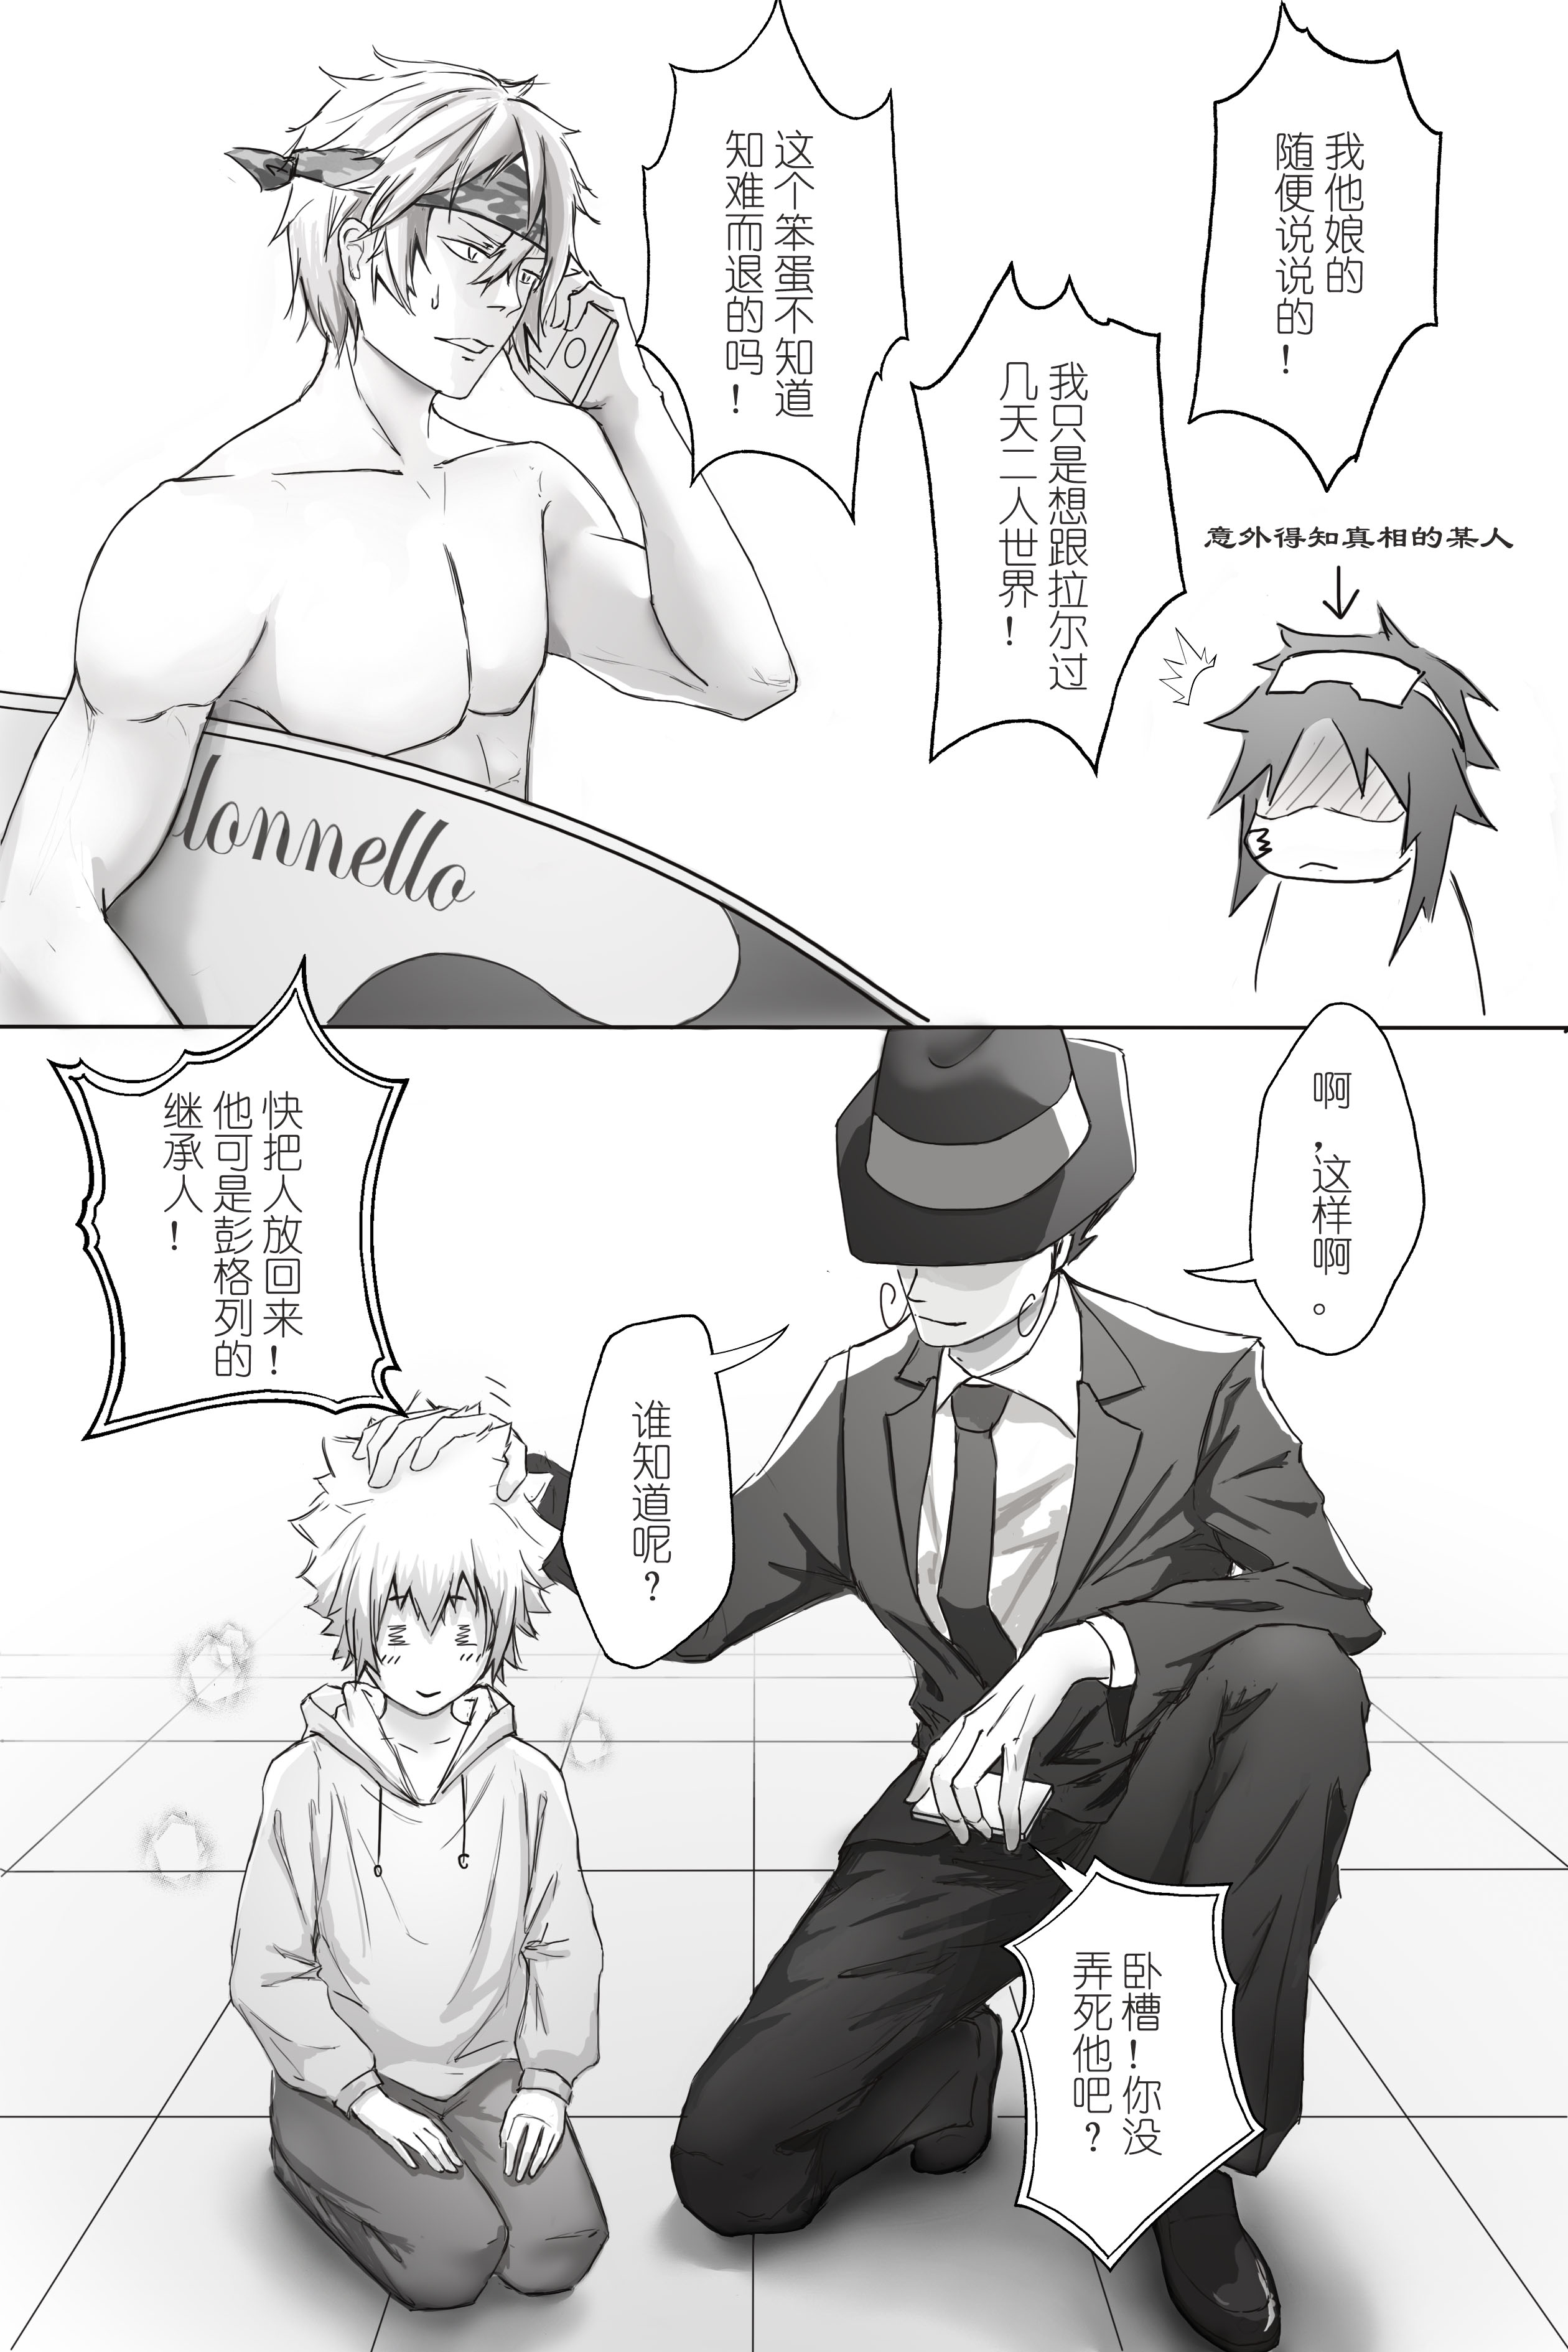 我他娘的
随便说说的！
我只是想跟拉尔过
几天二人世界！
这个笨蛋不知道
知难而退的吗！
意外得知真相的某人
lonnello
啊，这样啊。
谁知道呢？
快把人放回来！
他可是彭格列的
继承人！
卧槽！你没
弄死他吧？